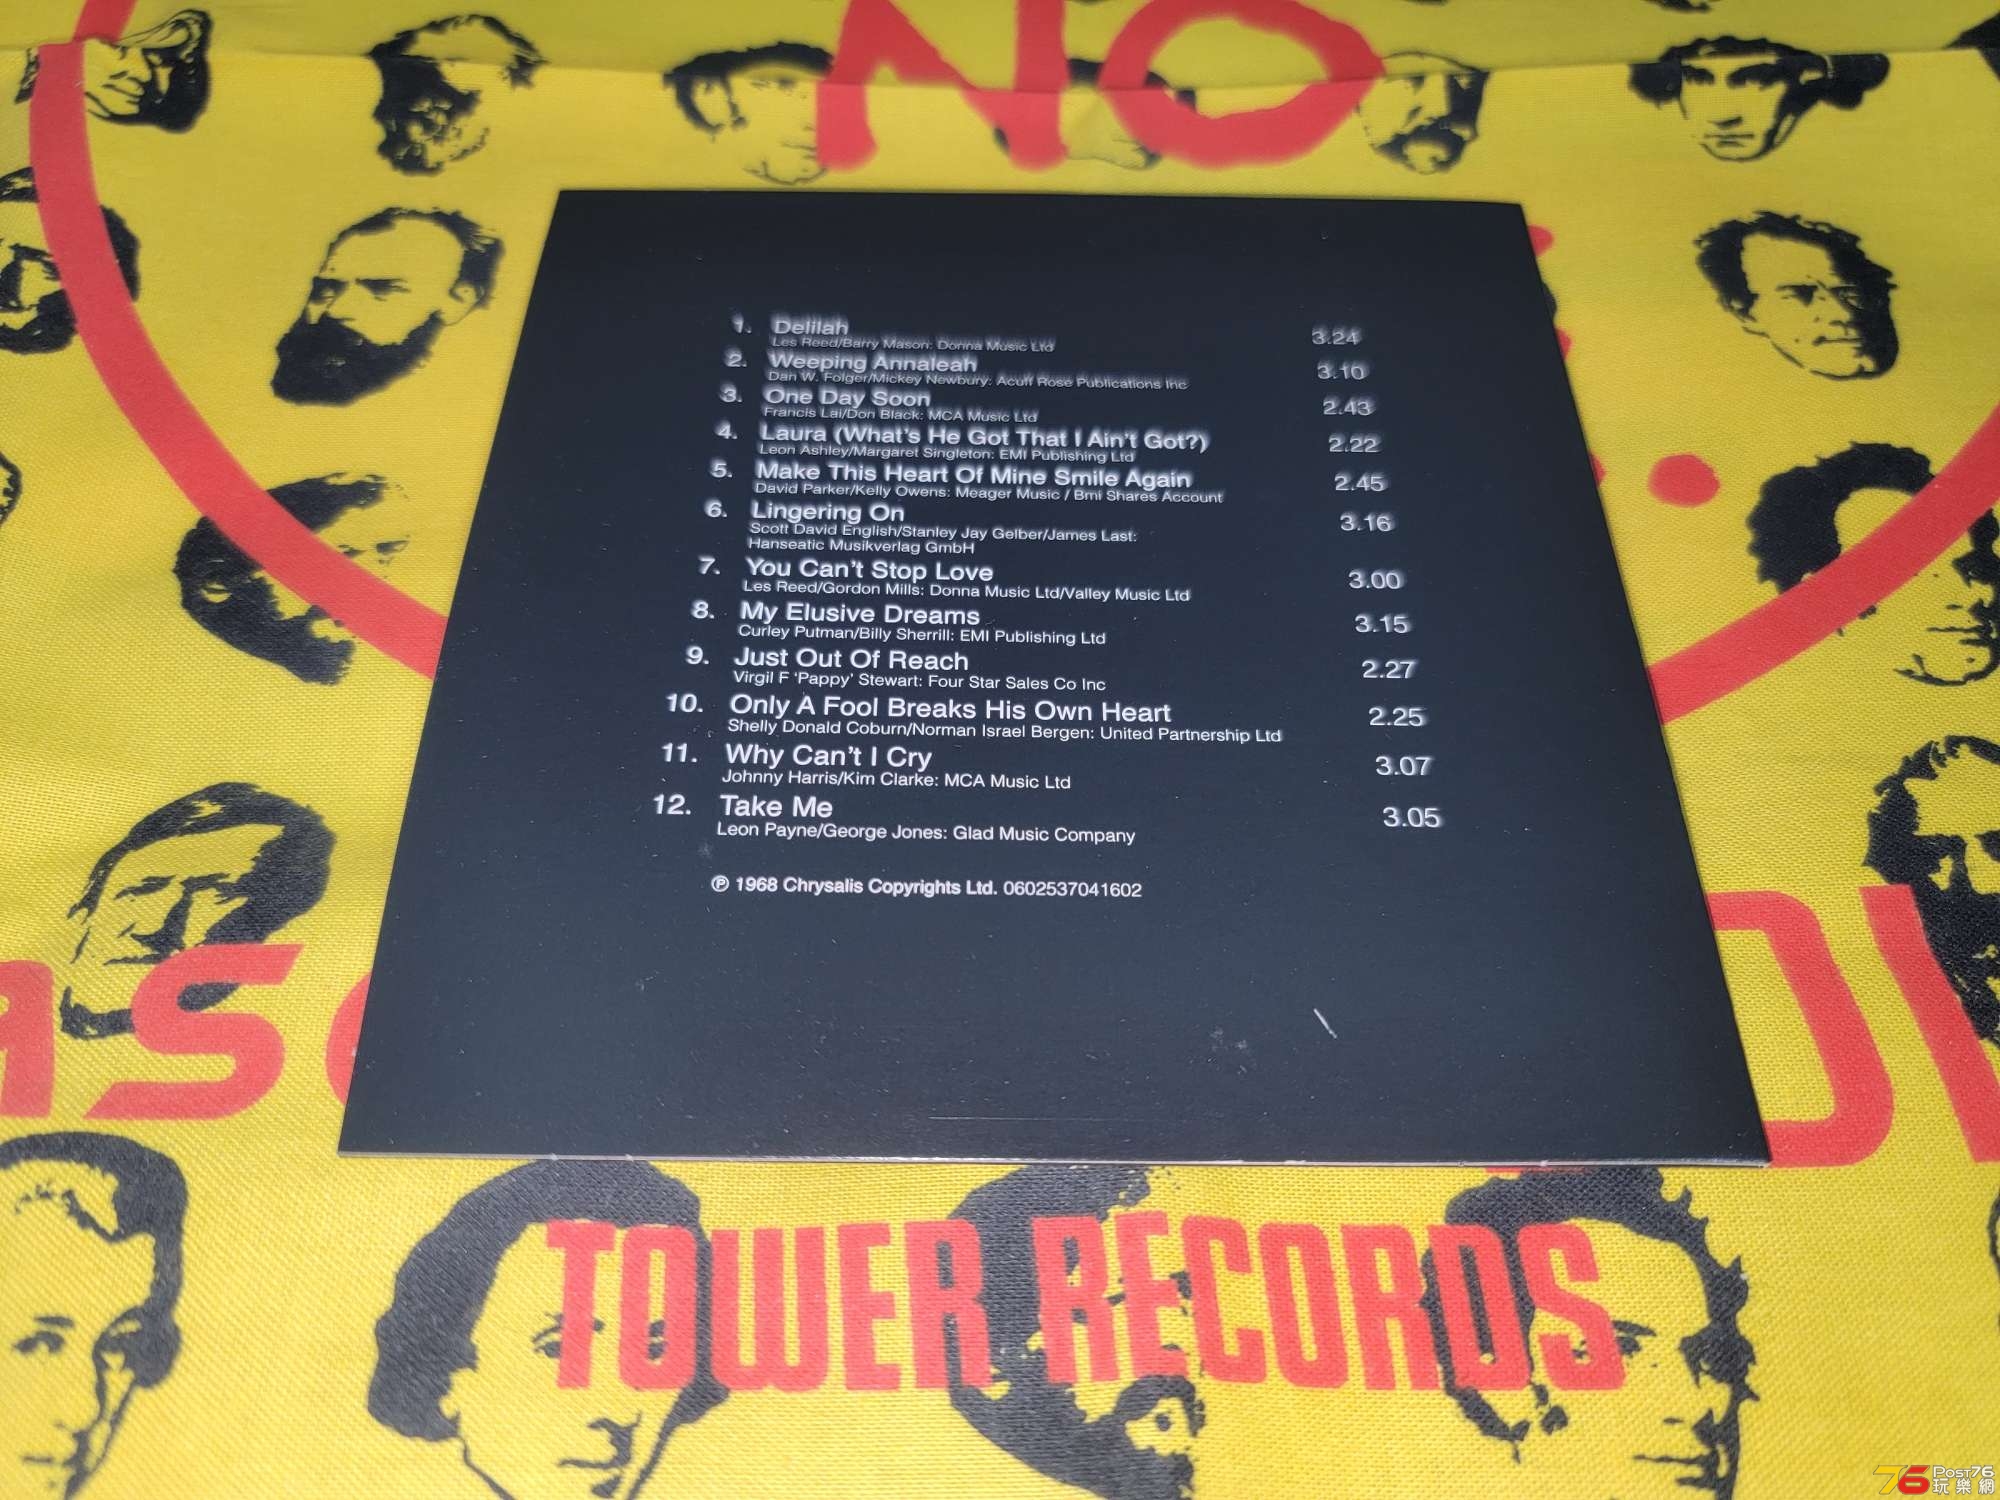 NO
1. Delilah 3.24
Les Reed/Barry Mason: Donna Music Ltd
2. Weeping Annaleah 3.10
Dan W. Folger/Mickey Newbury: Acuff Rose Publications Inc
3. One Day Soon 2.43
Francis Lai/Don Black: MCA Music Ltd
4. Laura (What's He Got That I Ain't Got?) 2.22
Leon Ashley/Margaret Singleton: EMI Publishing Ltd
5. Make This Heart Of Mine Smile Again 2.45
David Parker/Kelly Owens: Meager Music / Bmi Shares Account
6. Lingering On 3.16
Scott David English/Stanley Jay Gelber/James Last:
Hanseatic Musikverlag GmbH
7. You Can't Stop Love 3.00
Les Reed/Gordon Mills: Donna Music Ltd/Valley Music Ltd
8. My Elusive Dreams 3.15
Curley Putman/Billy Sherrill: EMI Publishing Ltd
9. Just Out Of Reach 2.27
Virgil F 'Pappy' Stewart: Four Star Sales Co Inc
10. Only A Fool Breaks His Own Heart 2.25
Shelly Donald Coburn/Norman Israel Bergen: United Partnership Ltd
11. Why Can't I Cry 3.07
Johnny Harris/Kim Clarke: MCA Music Ltd
12. Take Me 3.05
Leon Payne/George Jones: Glad Music Company
℗ 1968 Chrysalis Copyrights Ltd. 0602537041602
TOWER RECORDS
76 POST76
玩樂網